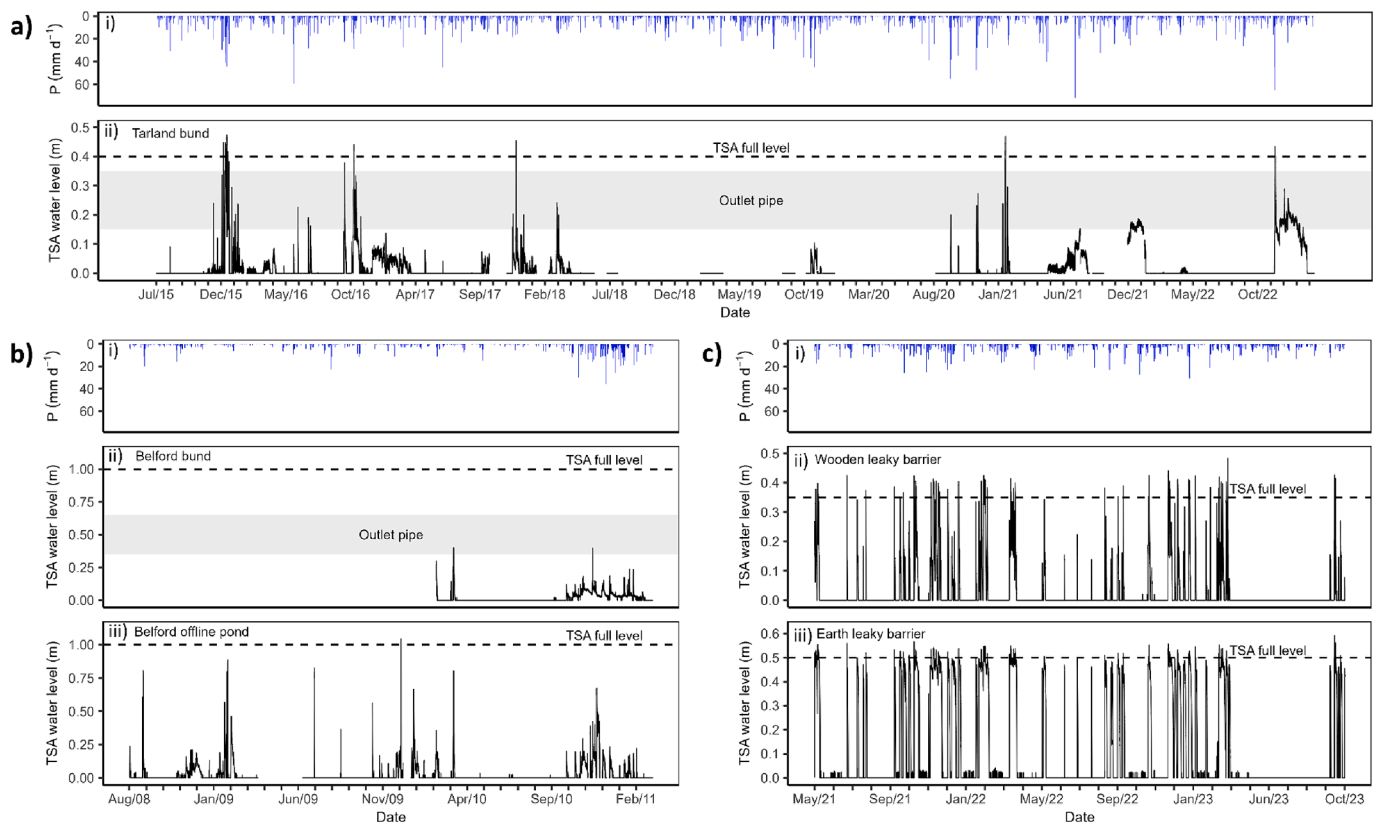 a)
i)
P (mm d⁻¹)
0
20
40
60
ii) Tarland bund
TSA water level (m)
0.5
0.4
0.3
0.2
0.1
0.0
TSA full level
Outlet pipe
Jul/15 Dec/15 May/16 Oct/16 Apr/17 Sep/17 Feb/18 Jul/18 Dec/18 May/19 Oct/19 Mar/20 Aug/20 Jan/21 Jun/21 Dec/21 May/22 Oct/22
Date
b)
i)
P (mm d⁻¹)
0
20
40
60
ii) Belford bund
TSA water level (m)
1.00
0.75
0.50
0.25
0.00
TSA full level
Outlet pipe
iii) Belford offline pond
TSA water level (m)
1.00
0.75
0.50
0.25
0.00
TSA full level
Aug/08 Jan/09 Jun/09 Nov/09 Apr/10 Sep/10 Feb/11
Date
c)
i)
P (mm d⁻¹)
0
20
40
60
ii) Wooden leaky barrier
TSA water level (m)
0.5
0.4
0.3
0.2
0.1
0.0
TSA full level
iii) Earth leaky barrier
TSA water level (m)
0.6
0.5
0.4
0.3
0.2
0.1
0.0
TSA full level
May/21 Sep/21 Jan/22 May/22 Sep/22 Jan/23 Jun/23 Oct/23
Date